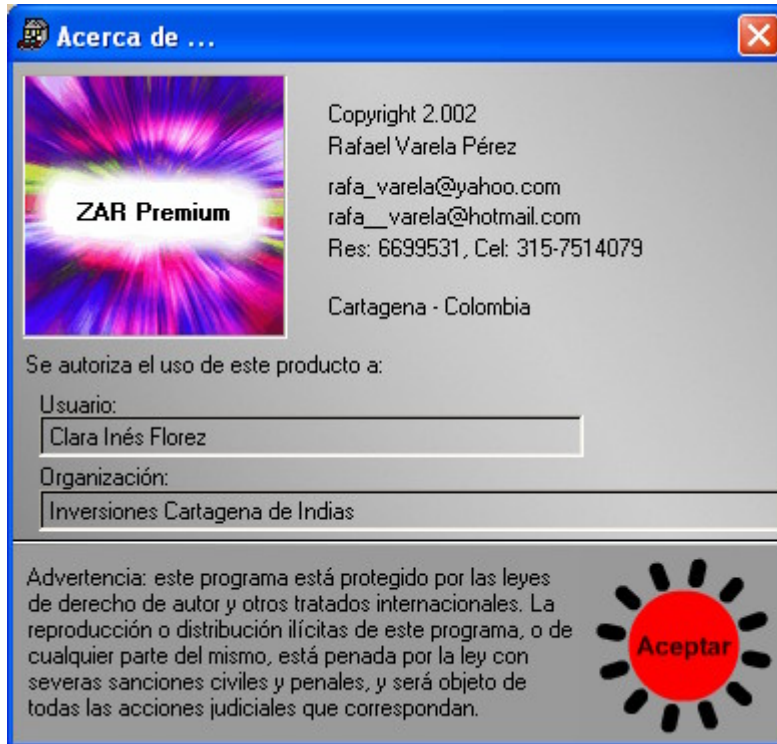 Acerca de ...
ZAR Premium
Copyright 2.002
Rafael Varela Pérez
rafa_varela@yahoo.com
rafa__varela@hotmail.com
Res: 6699531, Cel: 315-7514079
Cartagena - Colombia
Se autoriza el uso de este producto a:
Usuario:
Clara Inés Florez
Organización:
Inversiones Cartagena de Indias
Advertencia: este programa está protegido por las leyes
de derecho de autor y otros tratados internacionales. La
reproducción o distribución ilícitas de este programa, o de
cualquier parte del mismo, está penada por la ley con
severas sanciones civiles y penales, y será objeto de
todas las acciones judiciales que correspondan.
Aceptar